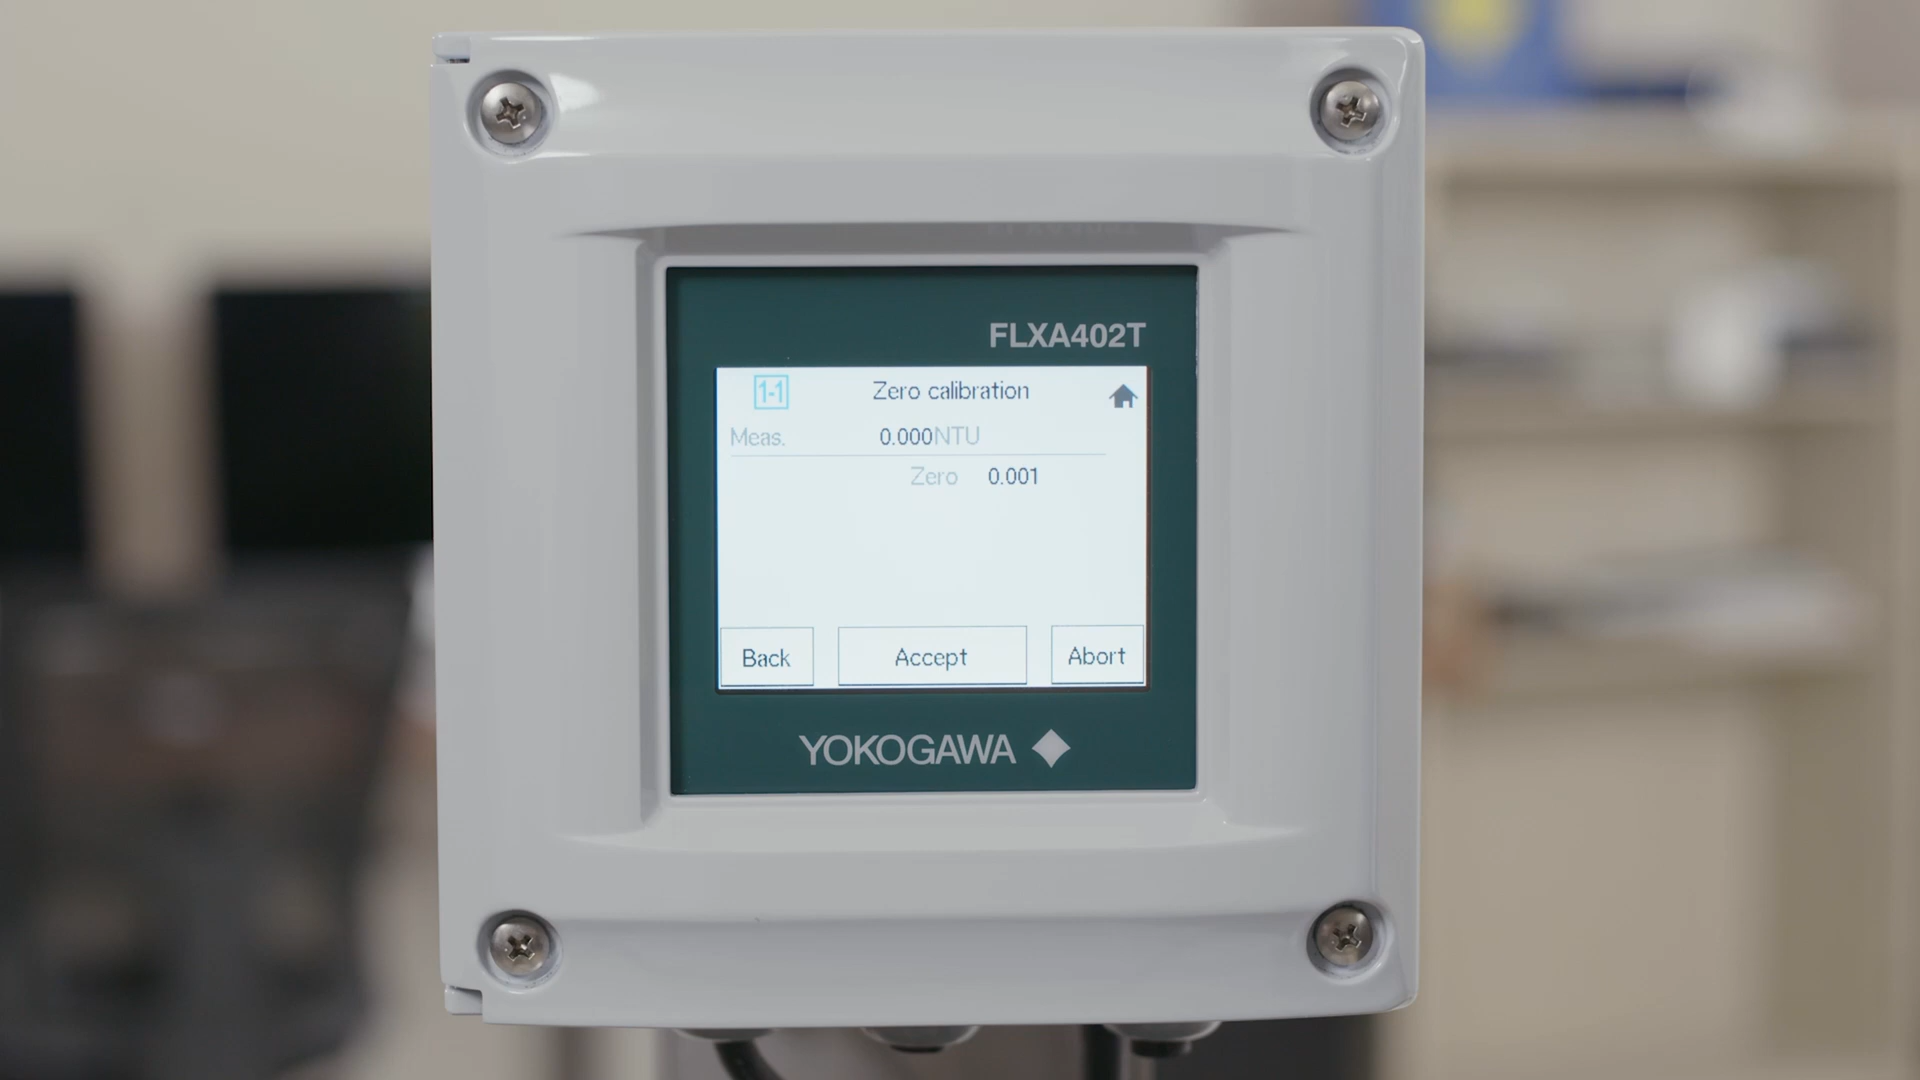 FLXA402T
1-1 Zero calibration
Meas. 0.000NTU
Zero 0.001
Back Accept Abort
YOKOGAWA